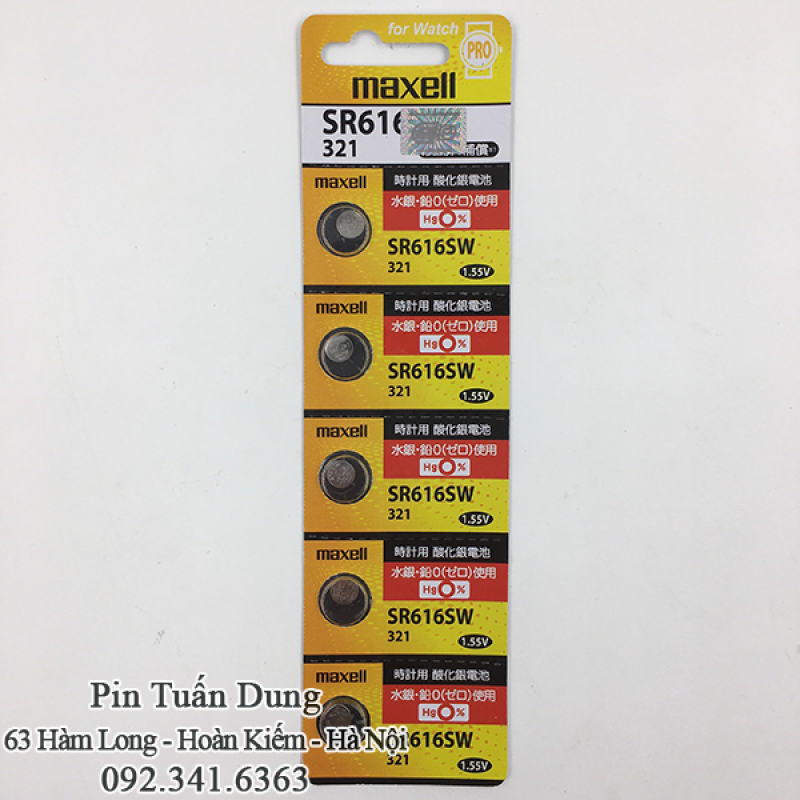 for Watch
PRO
maxell
SR616
321
補償
maxell
時計用 酸化銀電池
水銀・鉛0(ゼロ)使用
Hg 0%
SR616SW
321
1.55V
maxell
時計用 酸化銀電池
水銀・鉛0(ゼロ)使用
Hg 0%
SR616SW
321
1.55V
maxell
時計用 酸化銀電池
水銀・鉛0(ゼロ)使用
Hg 0%
SR616SW
321
1.55V
maxell
時計用 酸化銀電池
水銀・鉛0(ゼロ)使用
Hg 0%
SR616SW
321
1.55V
maxell
時計用 酸化銀電池
水銀・鉛0(ゼロ)使用
Hg 0%
616SW
321
1.55V
Pin Tuấn Dung
63 Hàm Long - Hoàn Kiếm - Hà Nội
092.341.6363